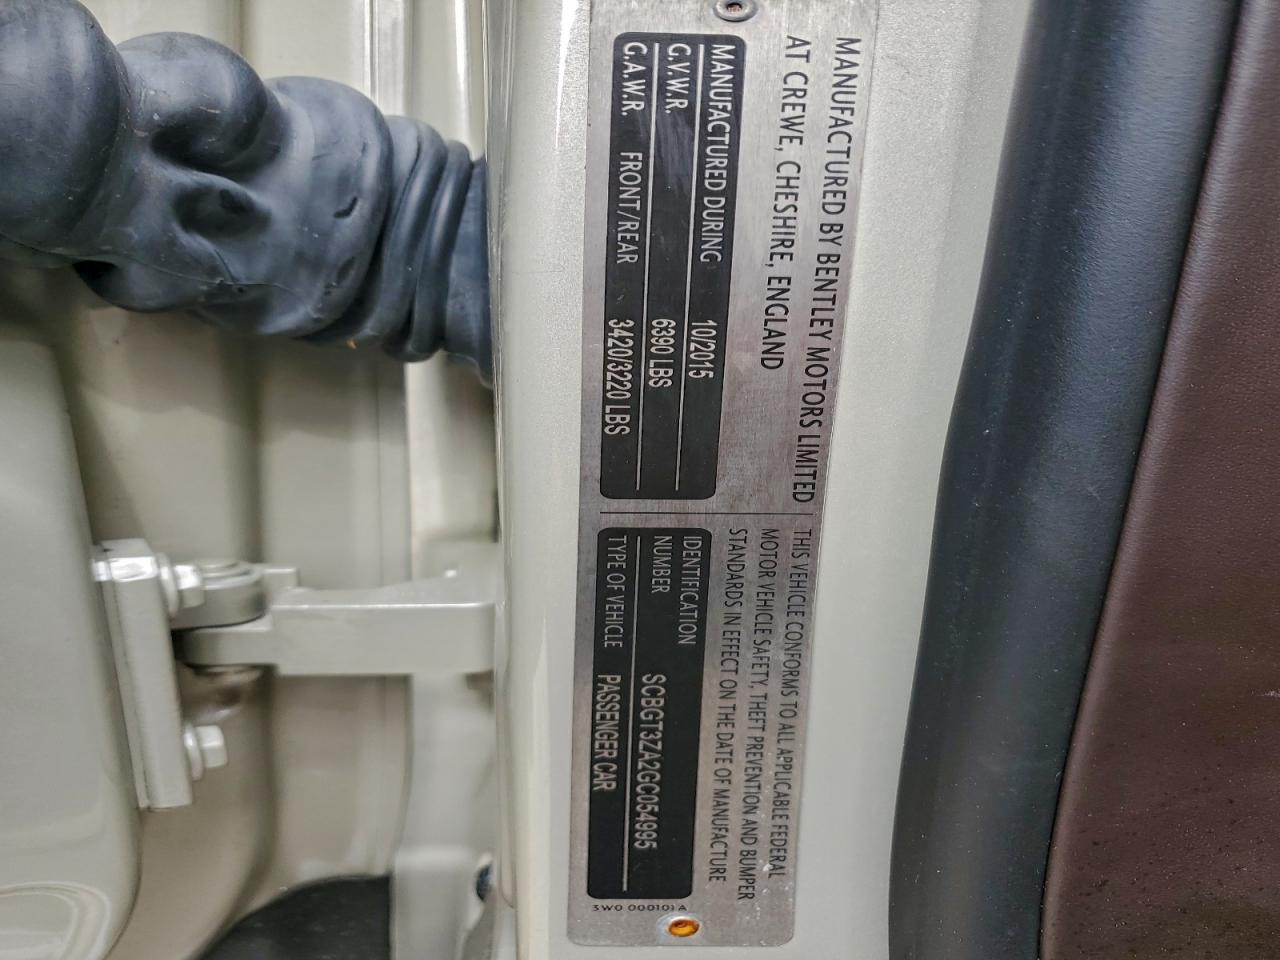 MANUFACTURED BY BENTLEY MOTORS LIMITED
AT CREWE, CHESHIRE, ENGLAND
MANUFACTURED DURING 10/2015
G.V.W.R. 6390 LBS
G.A.W.R. FRONT/REAR 3420/3220 LBS
THIS VEHICLE CONFORMS TO ALL APPLICABLE FEDERAL
MOTOR VEHICLE SAFETY, THEFT PREVENTION AND BUMPER
STANDARDS IN EFFECT ON THE DATE OF MANUFACTURE
IDENTIFICATION
NUMBER SCBGT3ZA2GC054995
TYPE OF VEHICLE PASSENGER CAR
3W0 000101A